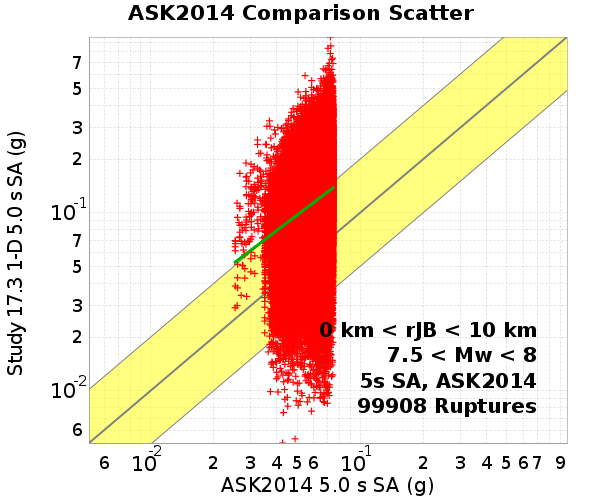 ASK2014 Comparison Scatter
Study 17.3 1-D 5.0 s SA (g)
7
5
3
2
10-1
7
5
3
2
10-2
6
0 km < rJB < 10 km
7.5 < Mw < 8
5s SA, ASK2014
99908 Ruptures
6 10-2 2 3 4 5 6 10-1 2 3 4 5 6 7 9
ASK2014 5.0 s SA (g)